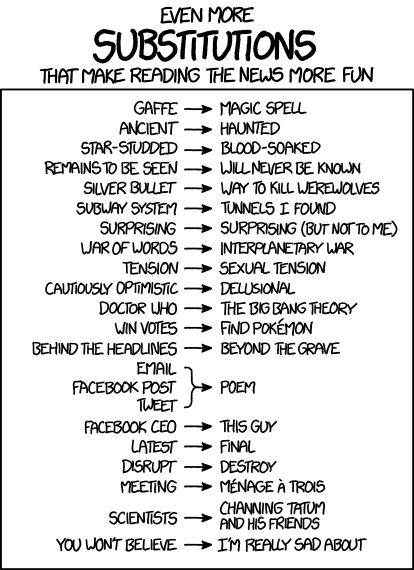 EVEN MORE
SUBSTITUTIONS
THAT MAKE READING THE NEWS MORE FUN
GAFFE → MAGIC SPELL
ANCIENT → HAUNTED
STAR-STUDDED → BLOOD-SOAKED
REMAINS TO BE SEEN → WILL NEVER BE KNOWN
SILVER BULLET → WAY TO KILL WEREWOLVES
SUBWAY SYSTEM → TUNNELS I FOUND
SURPRISING → SURPRISING (BUT NOT TO ME)
WAR OF WORDS → INTERPLANETARY WAR
TENSION → SEXUAL TENSION
CAUTIOUSLY OPTIMISTIC → DELUSIONAL
DOCTOR WHO → THE BIG BANG THEORY
WIN VOTES → FIND POKÉMON
BEHIND THE HEADLINES → BEYOND THE GRAVE
EMAIL
FACEBOOK POST → POEM
TWEET
FACEBOOK CEO → THIS GUY
LATEST → FINAL
DISRUPT → DESTROY
MEETING → MÉNAGE À TROIS
SCIENTISTS → CHANNING TATUM
AND HIS FRIENDS
YOU WON'T BELIEVE → I'M REALLY SAD ABOUT